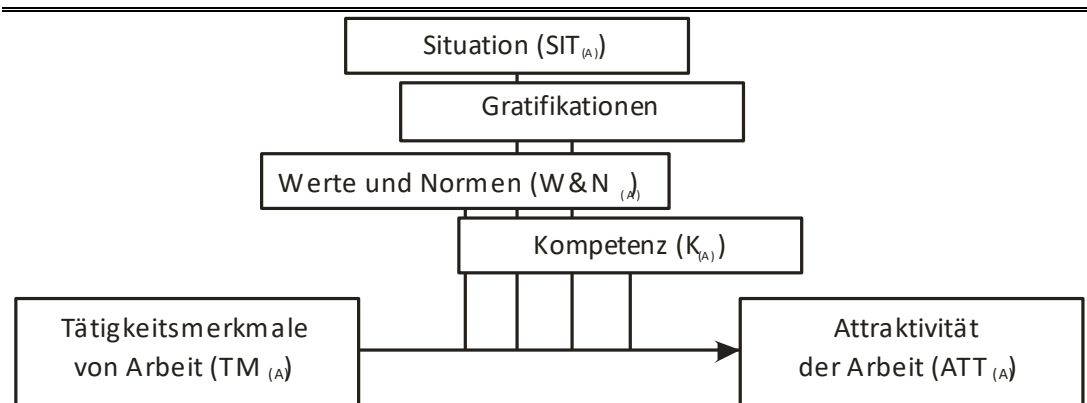 Situation (SIT(A))
Gratifikationen
Werte und Normen (W&N (A))
Kompetenz (K(A))
Tätigkeitsmerkmale
von Arbeit (TM (A))
Attraktivität
der Arbeit (ATT (A))